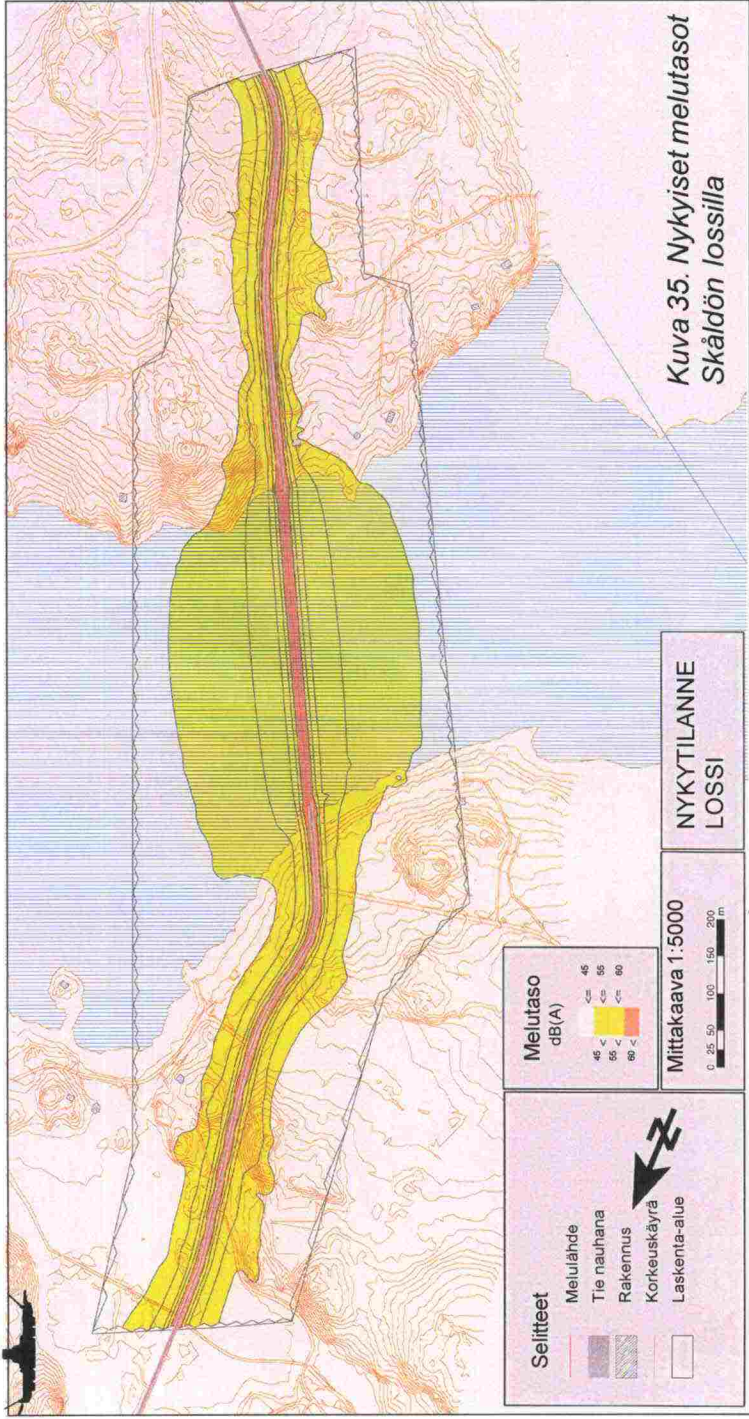 Kuva 35. Nykyiset melutasot
Skåldön lossilla
NYKYTILANNE
LOSSI
Melutaso
dB(A)
<= 45
45 < <= 55
55 < <= 60
60 <
Mittakaava 1:5000
0 25 50 100 150 200
m
Selitteet
Melulähde
Tie nauhana
Rakennus
Korkeuskäyrä
Laskenta-alue
N